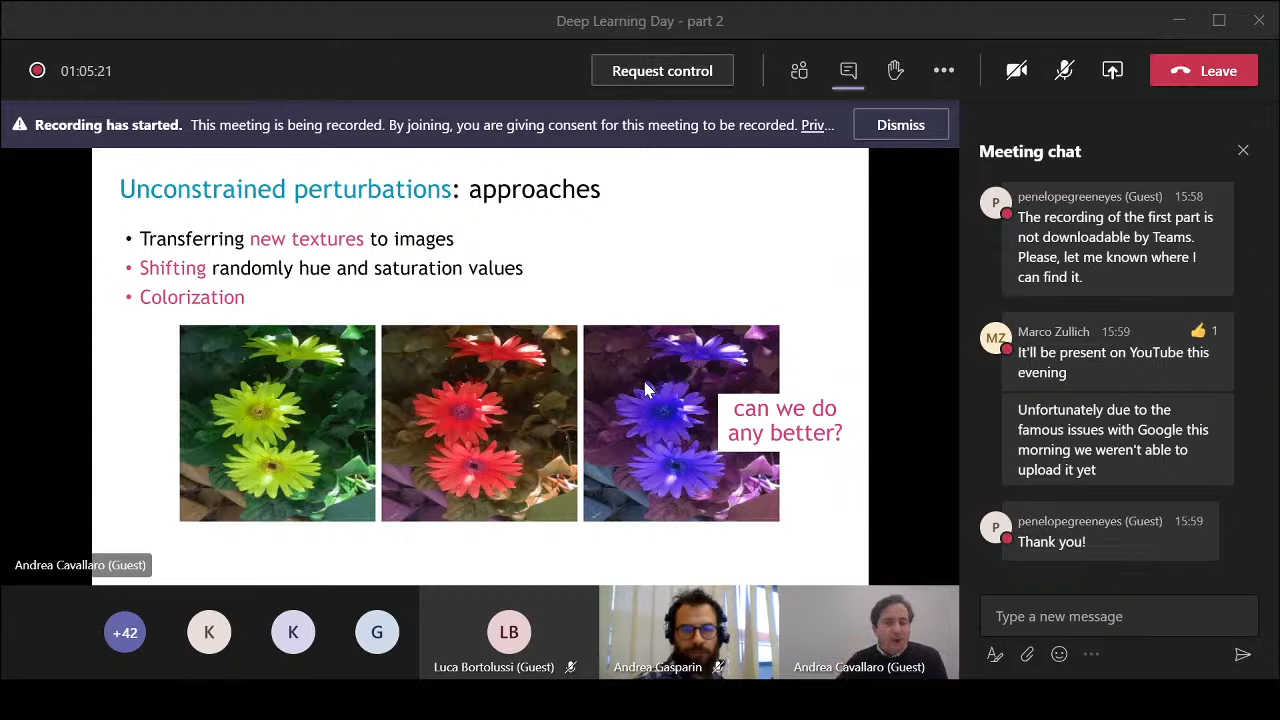 Deep Learning Day - part 2
01:05:21
Request control
Leave
Recording has started. This meeting is being recorded. By joining, you are giving consent for this meeting to be recorded. Priv...
Dismiss
Unconstrained perturbations: approaches
• Transferring new textures to images
• Shifting randomly hue and saturation values
• Colorization
can we do
any better?
Andrea Cavallaro (Guest)
+42
K
K
G
LB
Luca Bortolussi (Guest)
Andrea Gasparin
Andrea Cavallaro (Guest)
Meeting chat
P
penelopegreeneyes (Guest) 15:58
The recording of the first part is
not downloadable by Teams.
Please, let me known where I
can find it.
MZ
Marco Zullich 15:59
👍 1
It'll be present on YouTube this
evening
Unfortunately due to the
famous issues with Google this
morning we weren't able to
upload it yet
P
penelopegreeneyes (Guest) 15:59
Thank you!
Type a new message